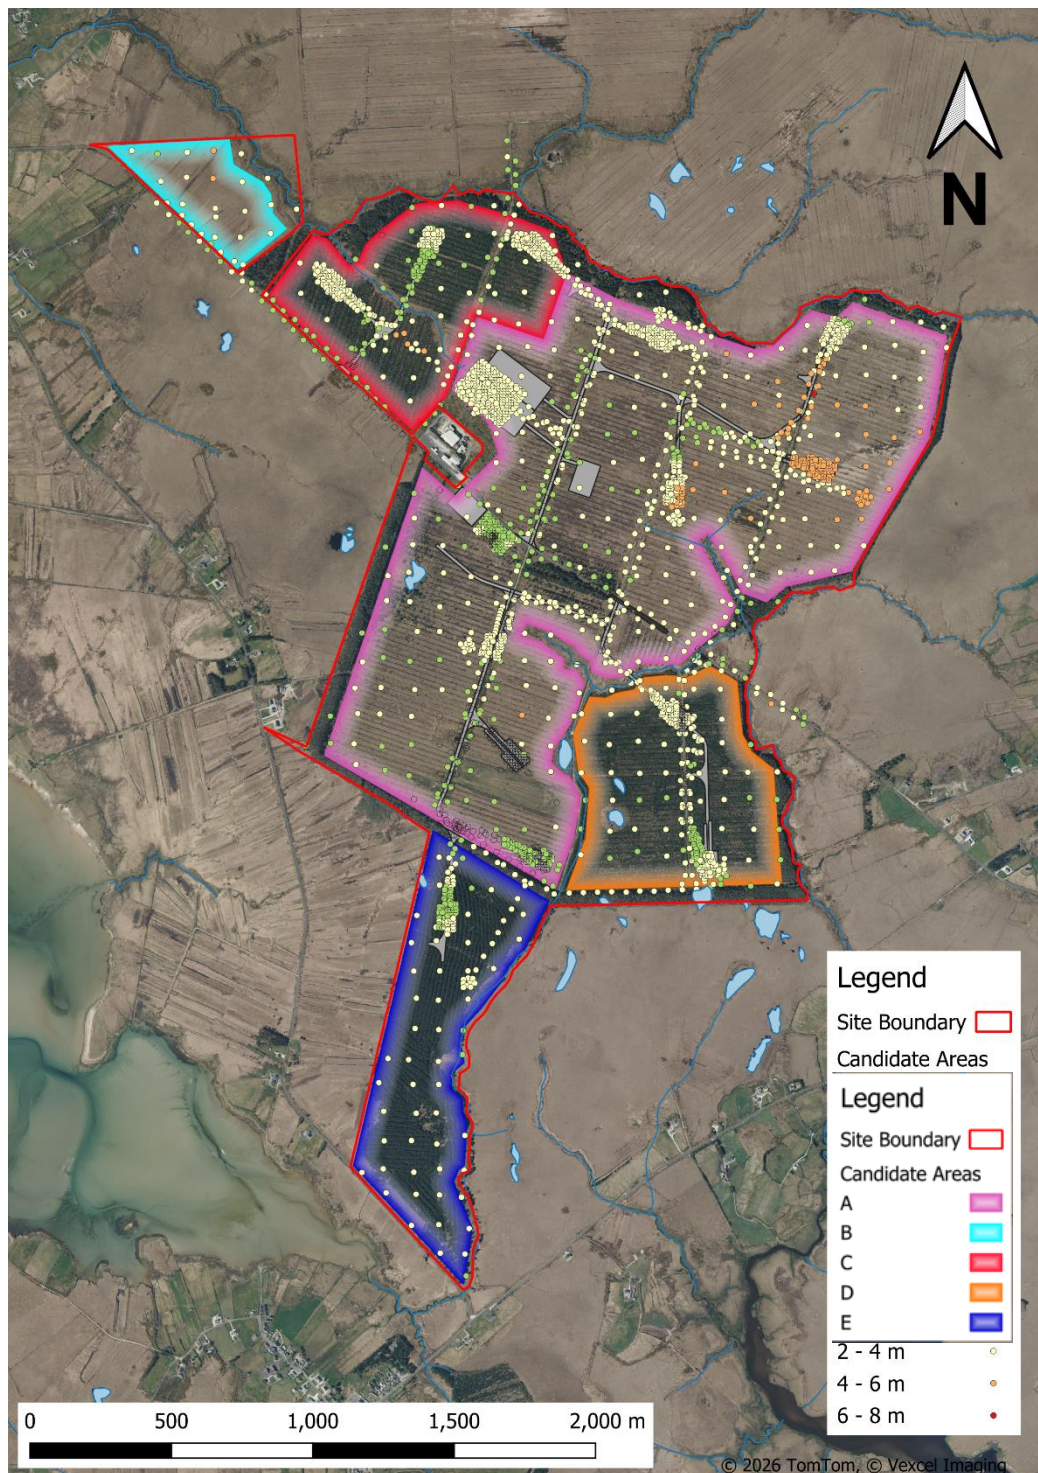 N
Legend
Site Boundary
Candidate Areas
Legend
Site Boundary
Candidate Areas
A
B
C
D
E
2 - 4 m
4 - 6 m
6 - 8 m
0 500 1,000 1,500 2,000 m
© 2026 TomTom, © Vexcel Imaging